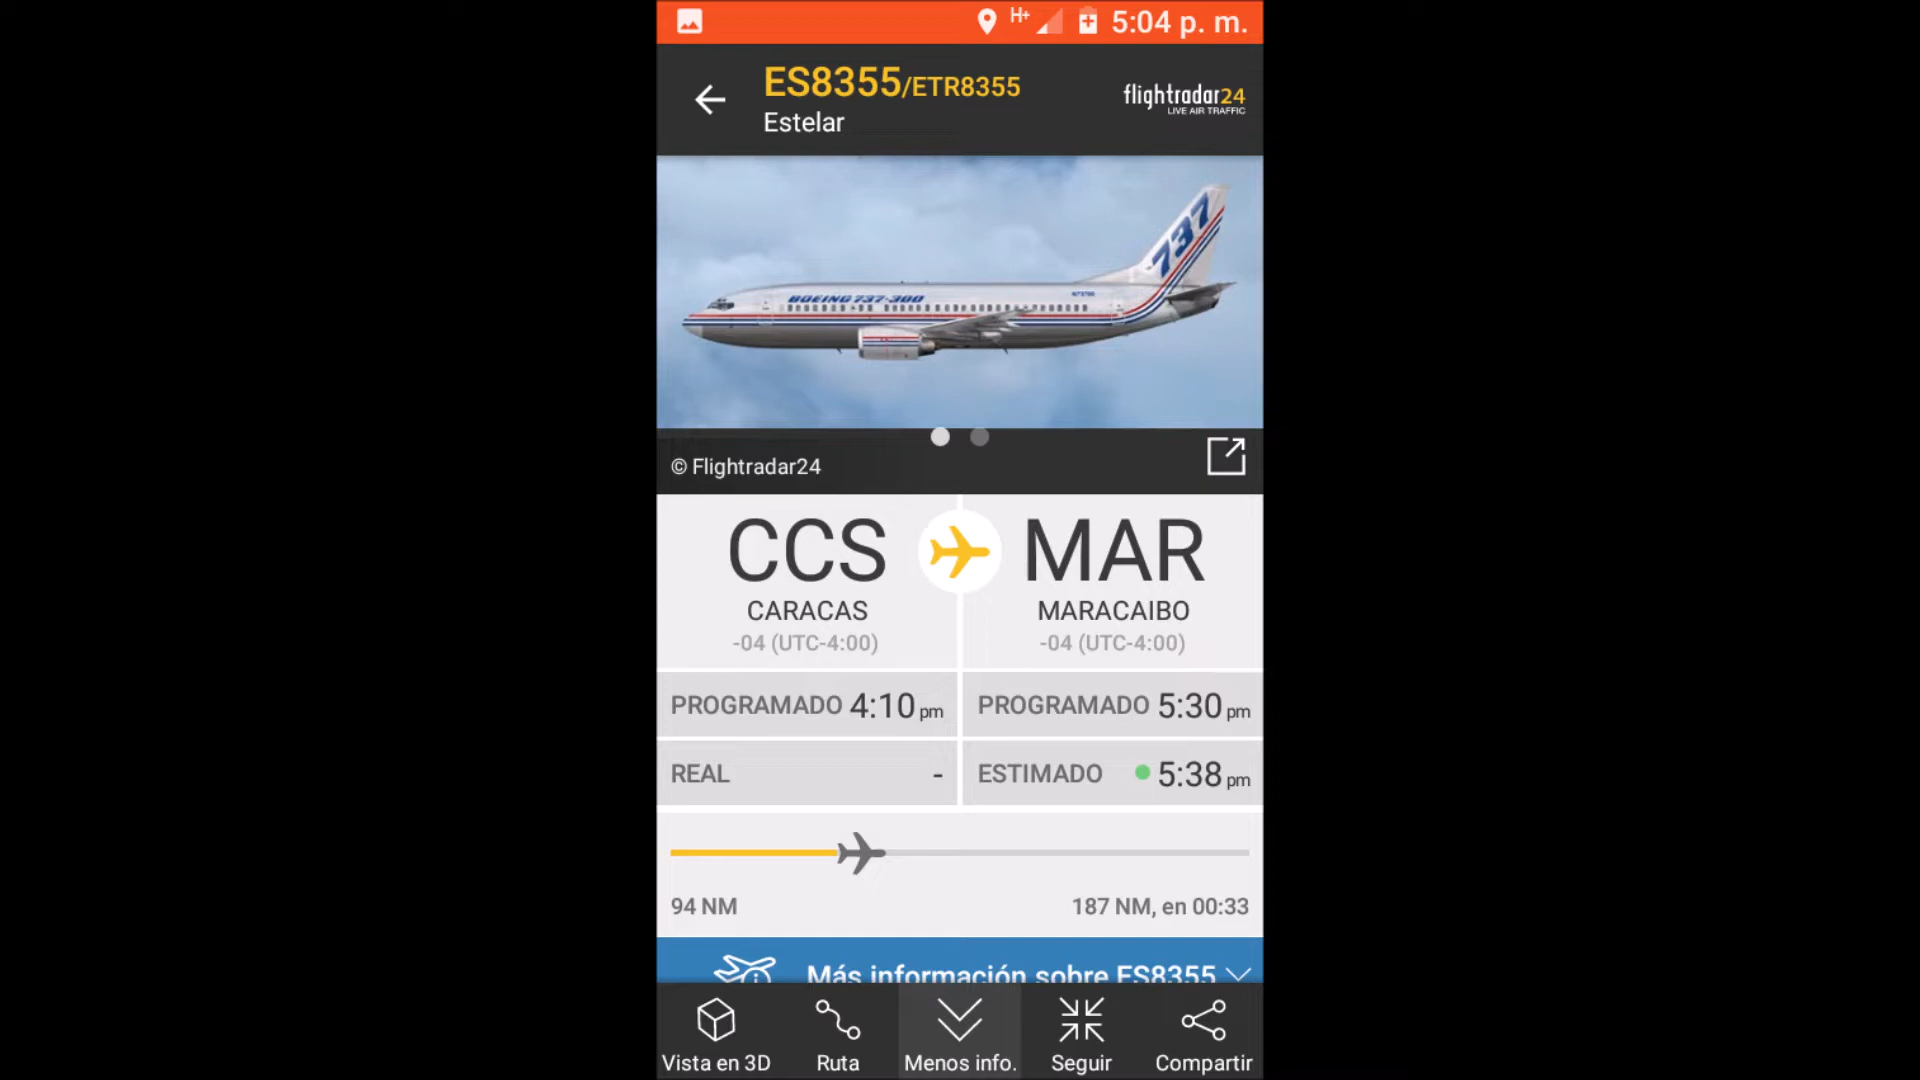 H+ 5:04 p. m.
ES8355/ETR8355
Estelar
flightradar24
LIVE AIR TRAFFIC
737
BOEING 737-300
© Flightradar24
CCS MAR
CARACAS MARACAIBO
-04 (UTC-4:00) -04 (UTC-4:00)
PROGRAMADO 4:10 pm PROGRAMADO 5:30 pm
REAL - ESTIMADO 5:38 pm
94 NM 187 NM, en 00:33
Más información sobre ES8355
Vista en 3D Ruta Menos info. Seguir Compartir